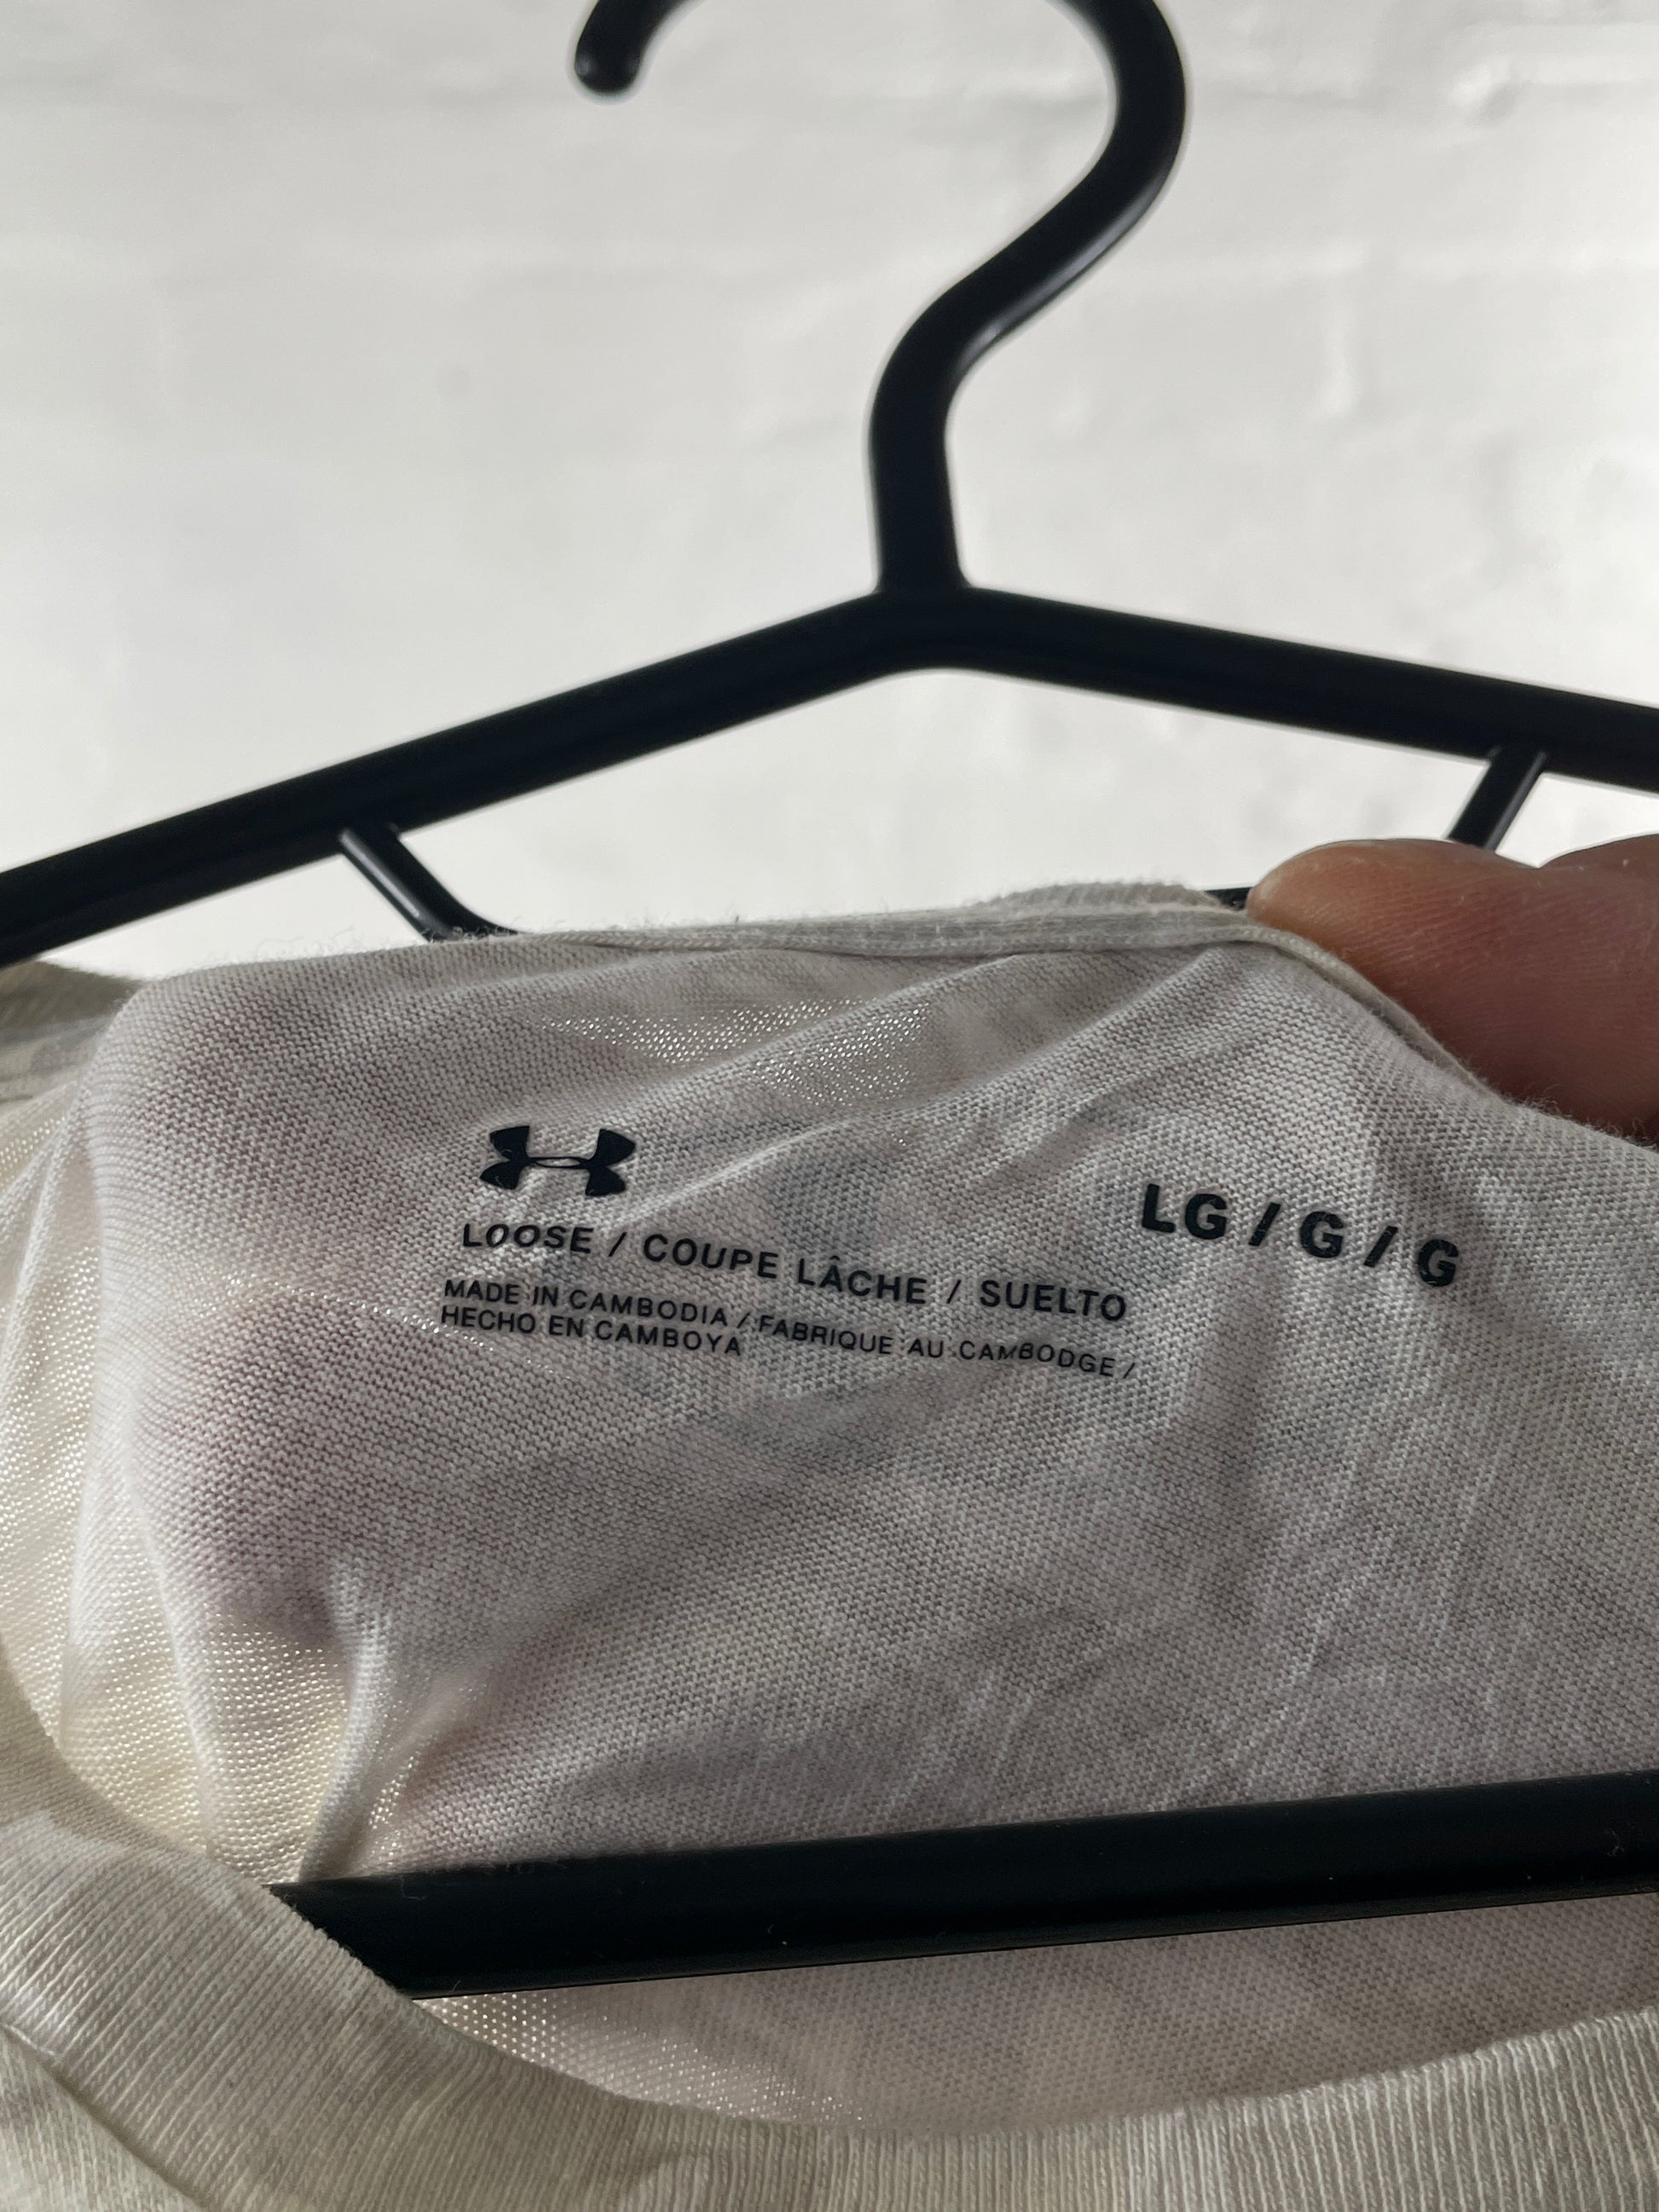 LOOSE / COUPE LÂCHE / SUELTO
LG / G / G
MADE IN CAMBODIA / FABRIQUE AU CAMBODGE /
HECHO EN CAMBOYA